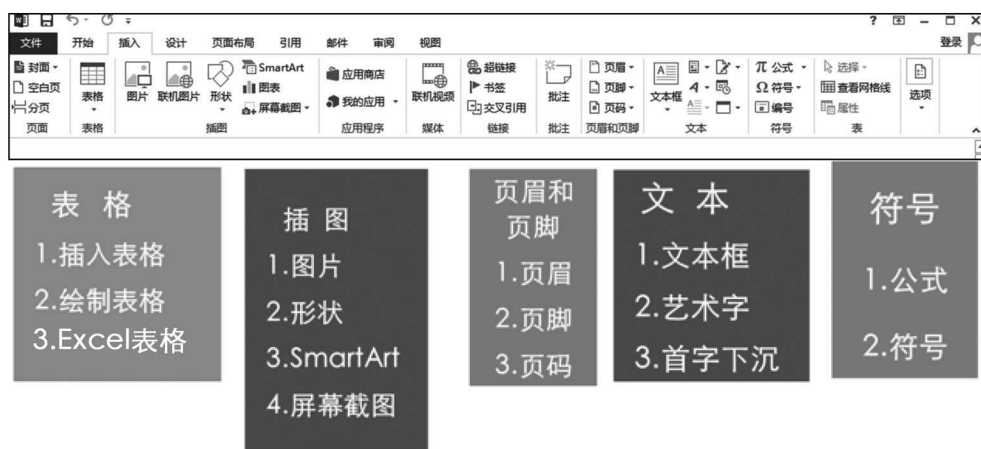 文件 开始 插入 设计 页面布局 引用 邮件 审阅 视图 登录
封面
空白页
分页
页面
表格
表格
图片 联机图片 形状
SmartArt
图表
屏幕截图
插图
应用商店
我的应用
应用程序
联机视频
媒体
超链接
书签
交叉引用
链接
批注
批注
页眉
页脚
页码
页眉和页脚
文本框
文本
π 公式
Ω 符号
编号
符号
选择
查看网格线
属性
表
选项
表 格
1.插入表格
2.绘制表格
3.Excel表格
插 图
1.图片
2.形状
3.SmartArt
4.屏幕截图
页眉和
页脚
1.页眉
2.页脚
3.页码
文 本
1.文本框
2.艺术字
3.首字下沉
符号
1.公式
2.符号